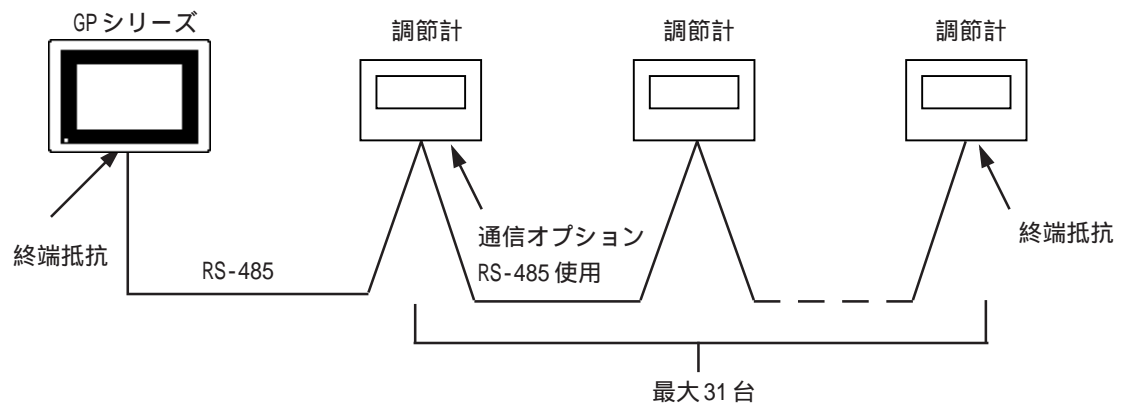 GPシリーズ
調節計
調節計
調節計
終端抵抗
RS-485
通信オプション
RS-485使用
終端抵抗
最大31台